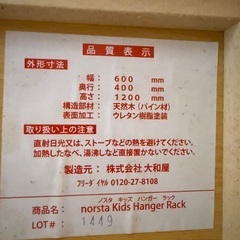 品質表示
外形寸法
幅: 600 mm
奥行: 400 mm
高さ: 1200 mm
構造部材: 天然木(パイン材)
表面加工: ウレタン樹脂塗装
取り扱い上の注意
直射日光又は、ストーブなどの熱を避けてください。
加熱したなべ、湯沸しなど直接置かないでください。
製造元: 株式会社 大和屋
フリーダイヤル 0120-27-8108
ノスタ キッズ ハンガー ラック
商品名: norsta Kids Hanger Rack
LOT#: 1449